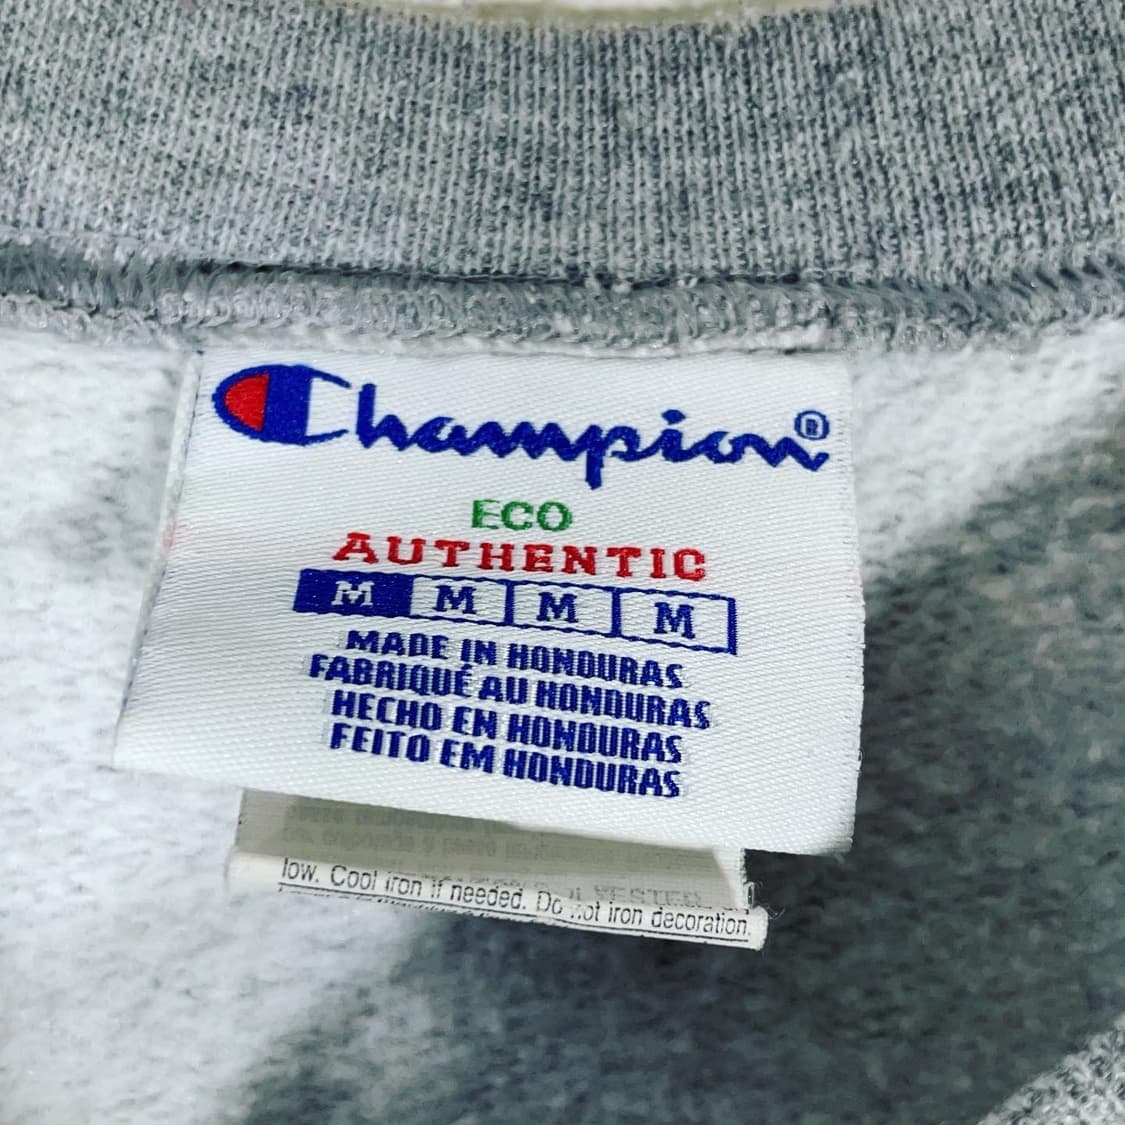 Champion®
ECO
AUTHENTIC
M M M M
MADE IN HONDURAS
FABRIQUÉ AU HONDURAS
HECHO EN HONDURAS
FEITO EM HONDURAS
low. Cool iron if needed. Do not iron decoration.